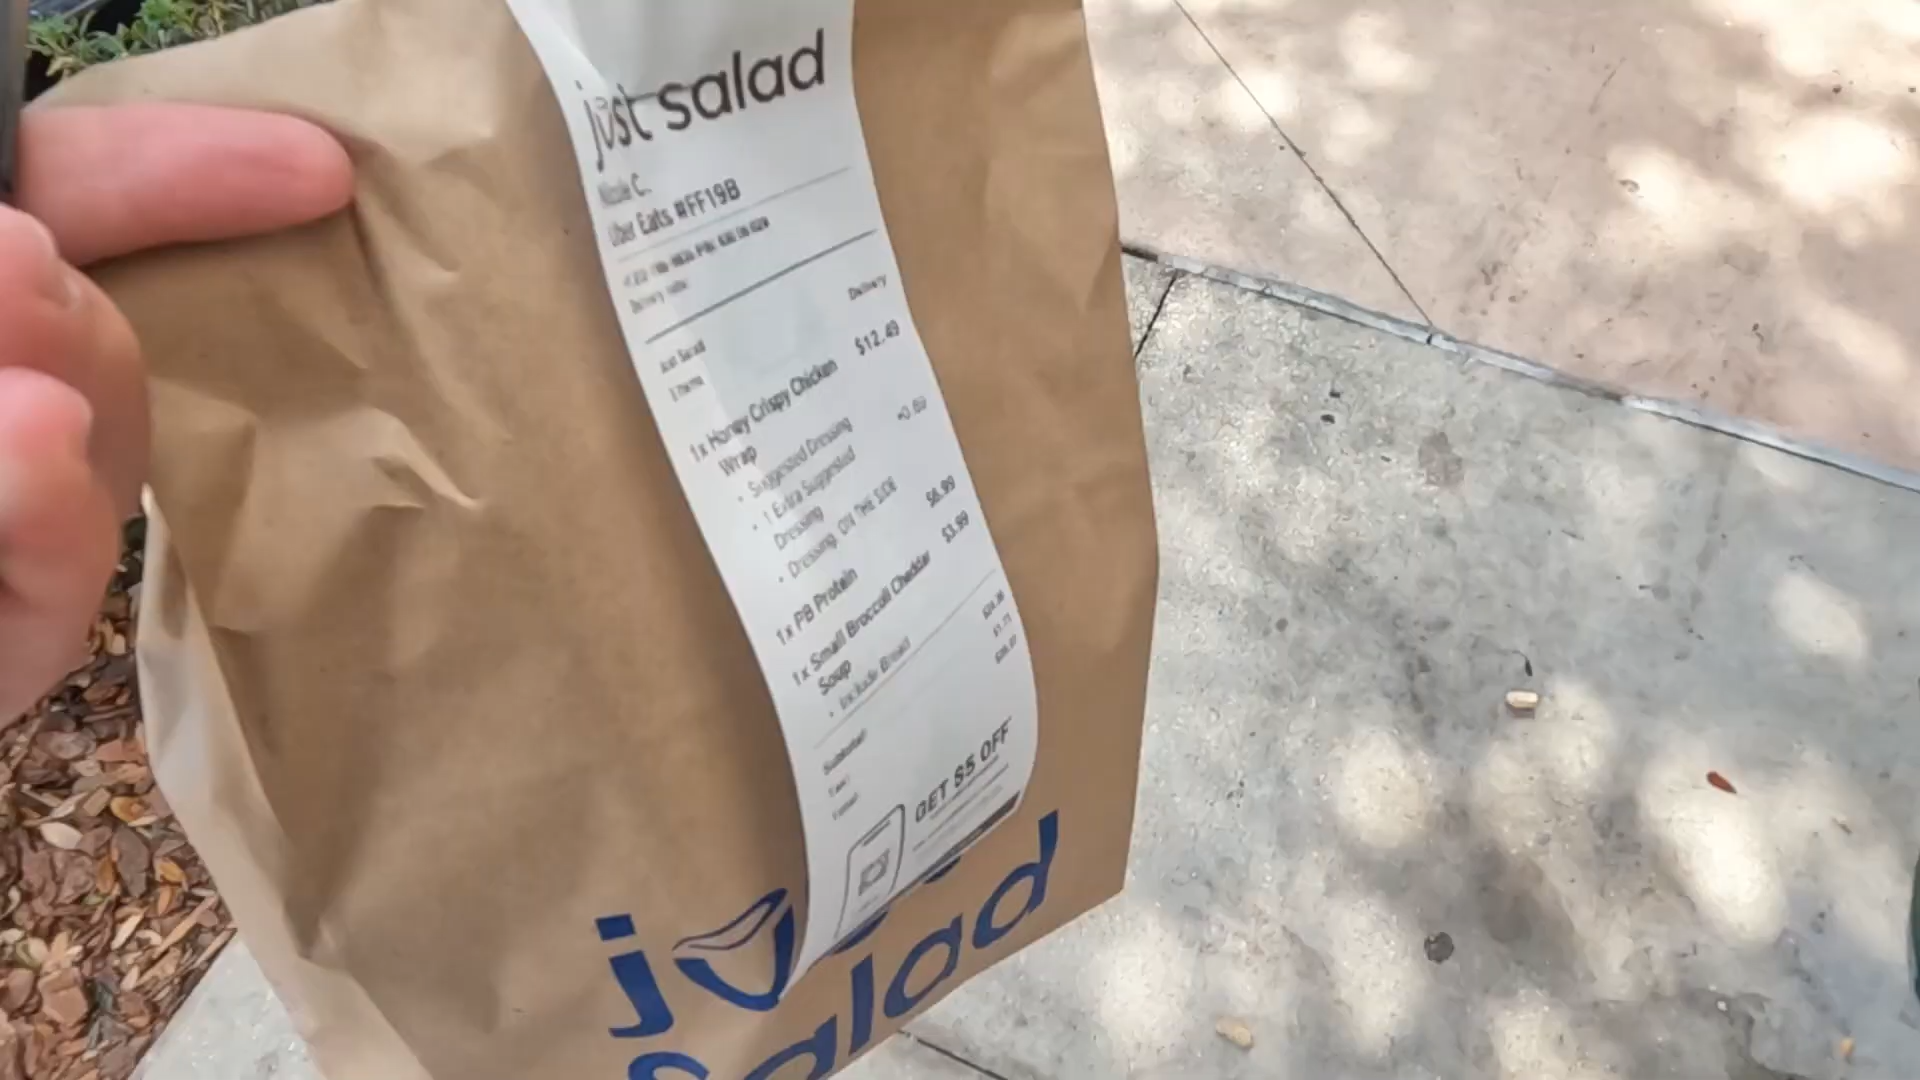 just salad
C.
Uber Eats #FF19B
Delivery
1x Honey Crispy Chicken $12.49
Wrap
• Suggested Dressing
• 1 Extra Suggested
Dressing
• Dressing ON THE SIDE
1x PB Protein $6.99
1x Small Broccoli Cheddar $3.99
Soup
• Include Bread
Subtotal
GET $5 OFF
salad